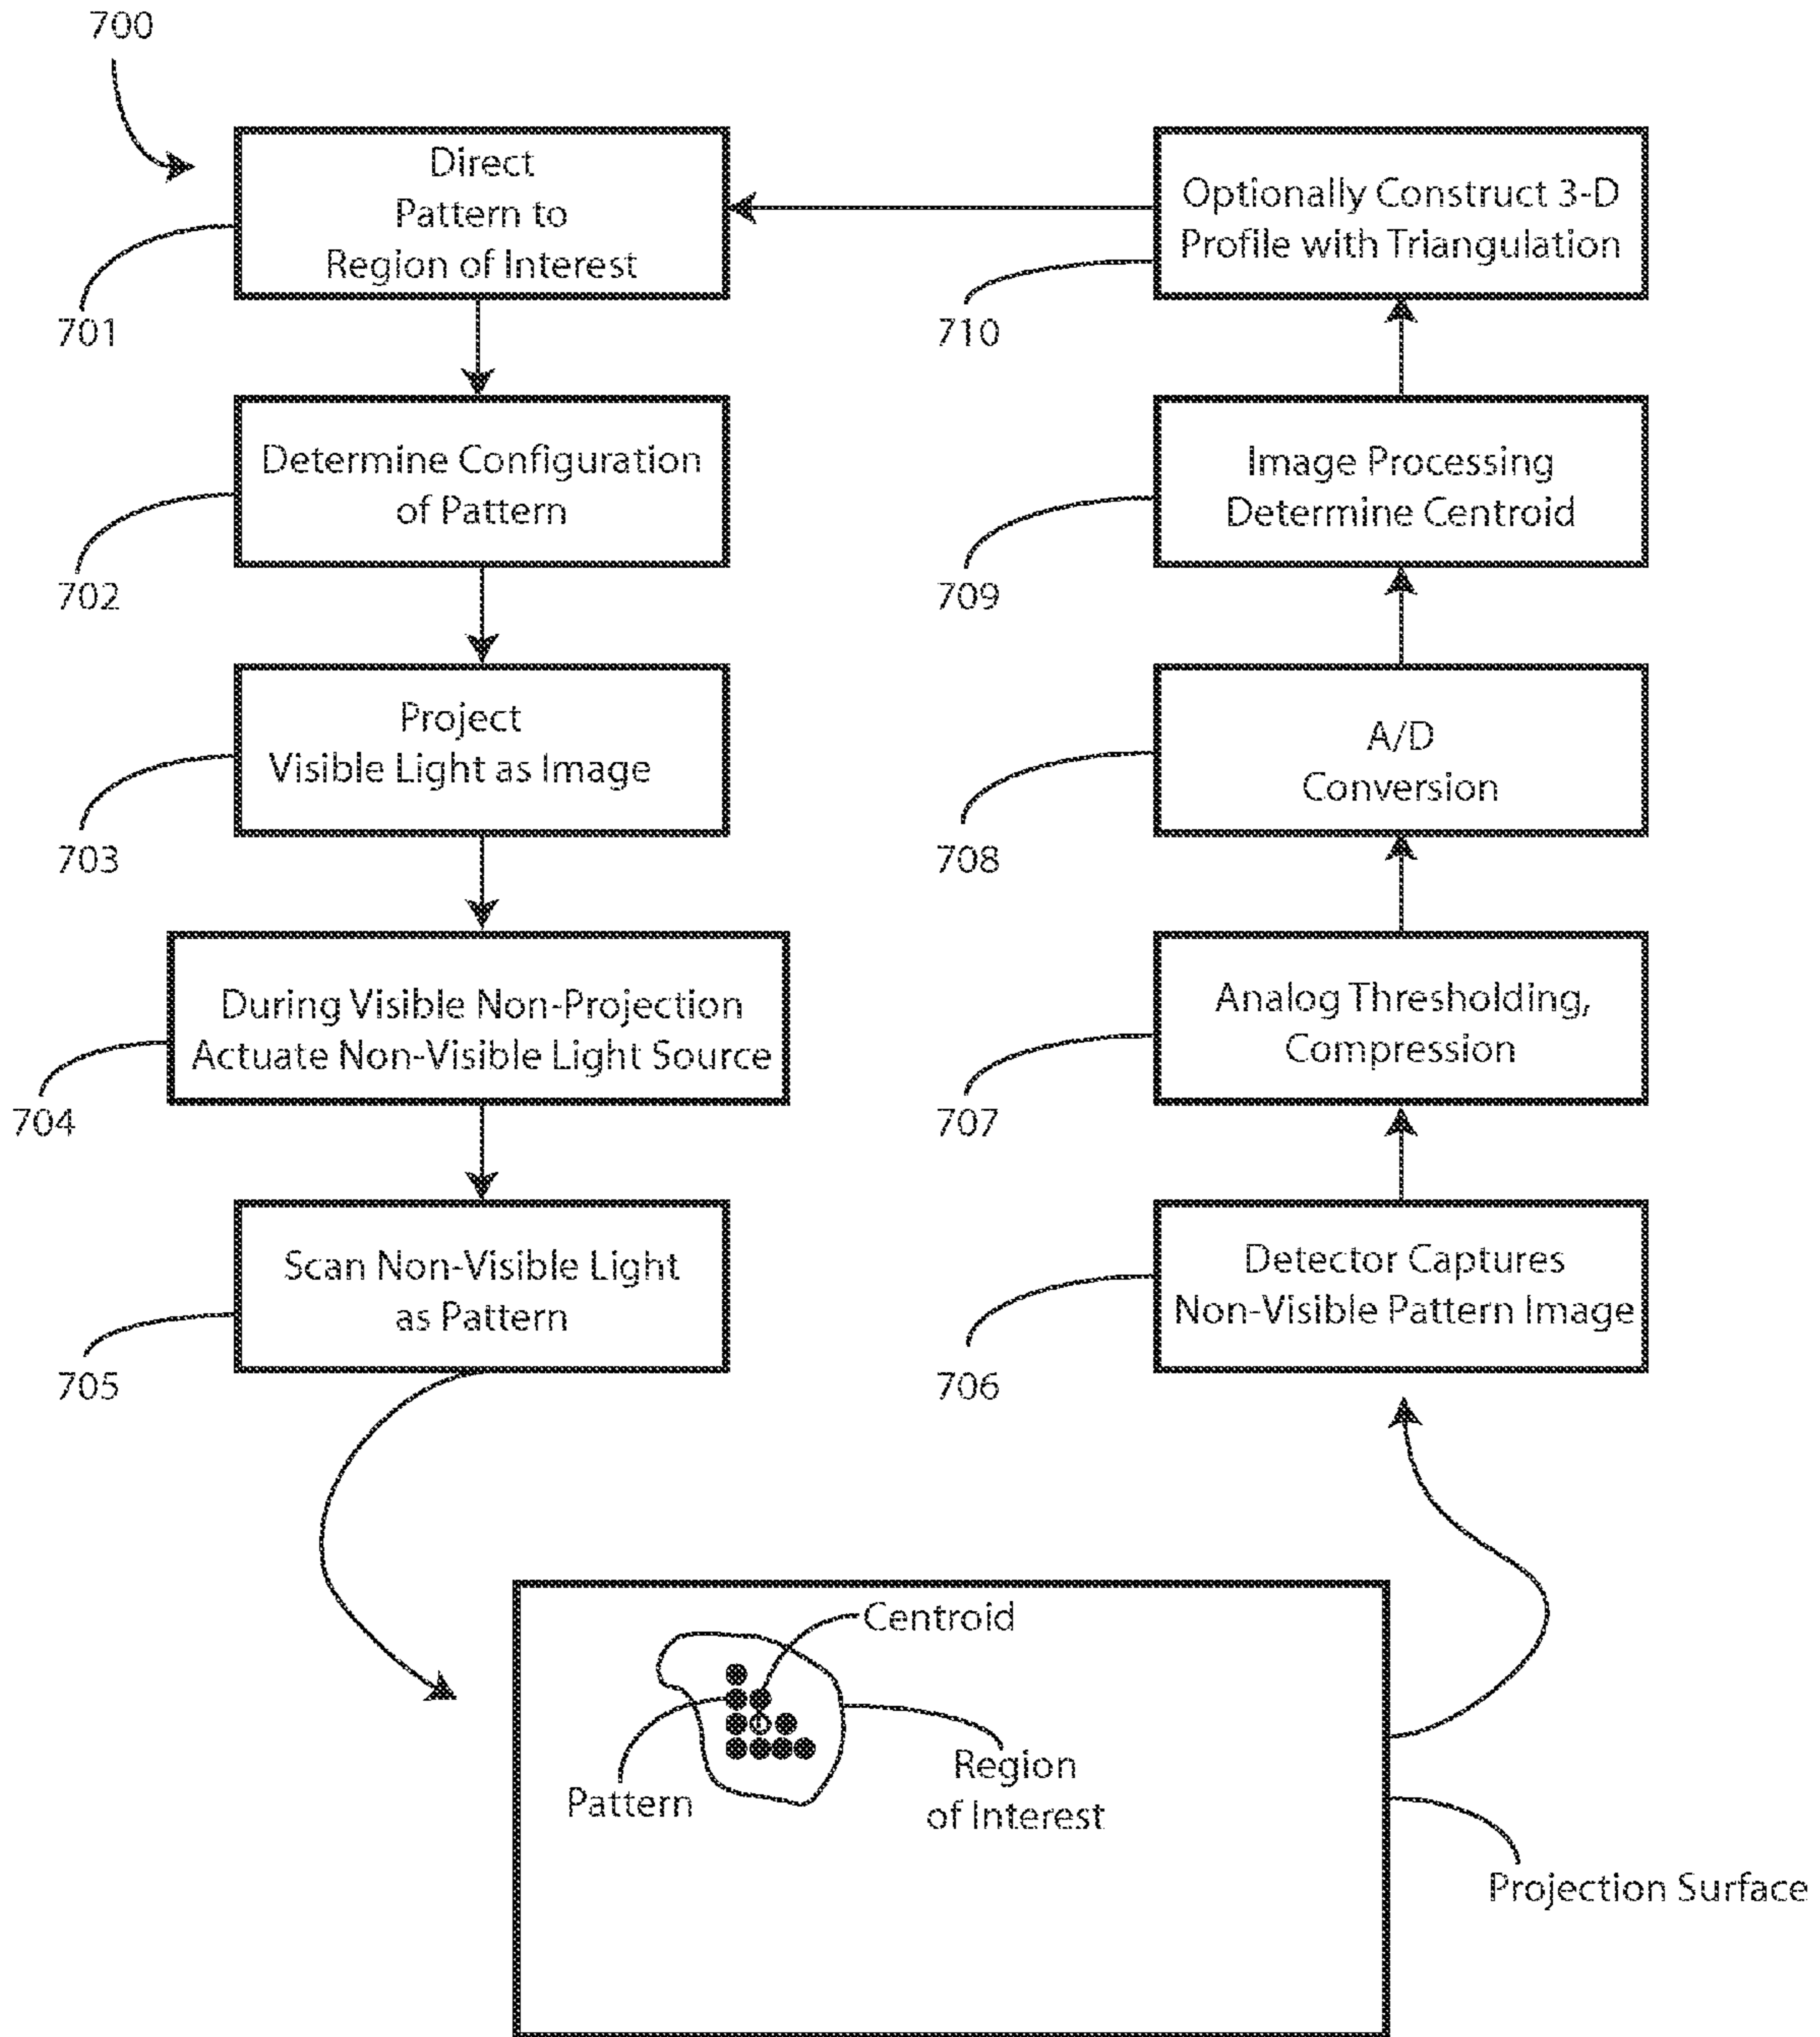 700
Direct
Pattern to
Region of Interest
701
Determine Configuration
of Pattern
702
Project
Visible Light as Image
703
During Visible Non-Projection
Actuate Non-Visible Light Source
704
Scan Non-Visible Light
as Pattern
705
Optionally Construct 3-D
Profile with Triangulation
710
Image Processing
Determine Centroid
709
A/D
Conversion
708
Analog Thresholding,
Compression
707
Detector Captures
Non-Visible Pattern Image
706
Centroid
Pattern
Region
of Interest
Projection Surface